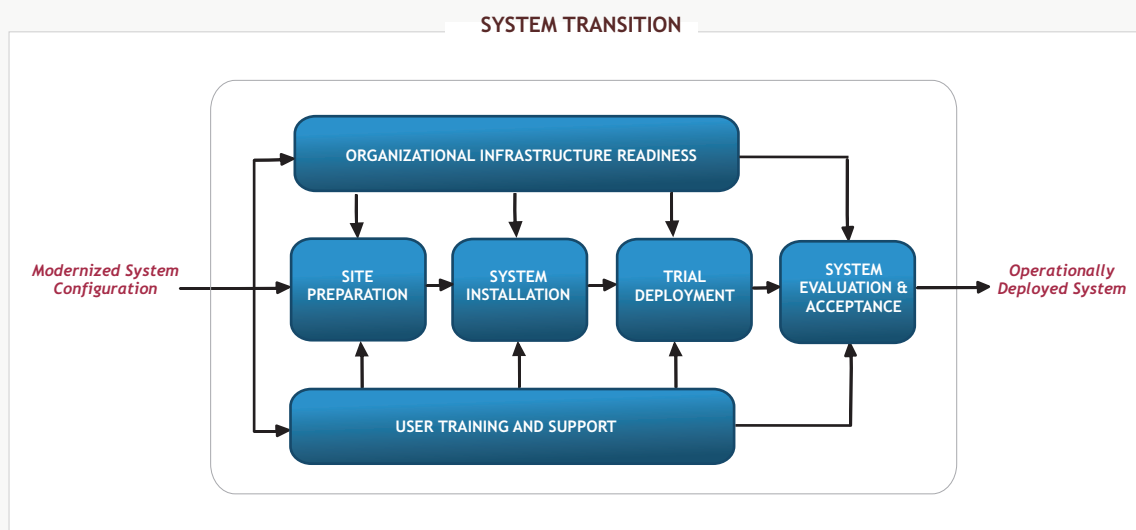 SYSTEM TRANSITION
ORGANIZATIONAL INFRASTRUCTURE READINESS
Modernized System
Configuration
SITE
PREPARATION
SYSTEM
INSTALLATION
TRIAL
DEPLOYMENT
SYSTEM
EVALUATION &
ACCEPTANCE
Operationally
Deployed System
USER TRAINING AND SUPPORT